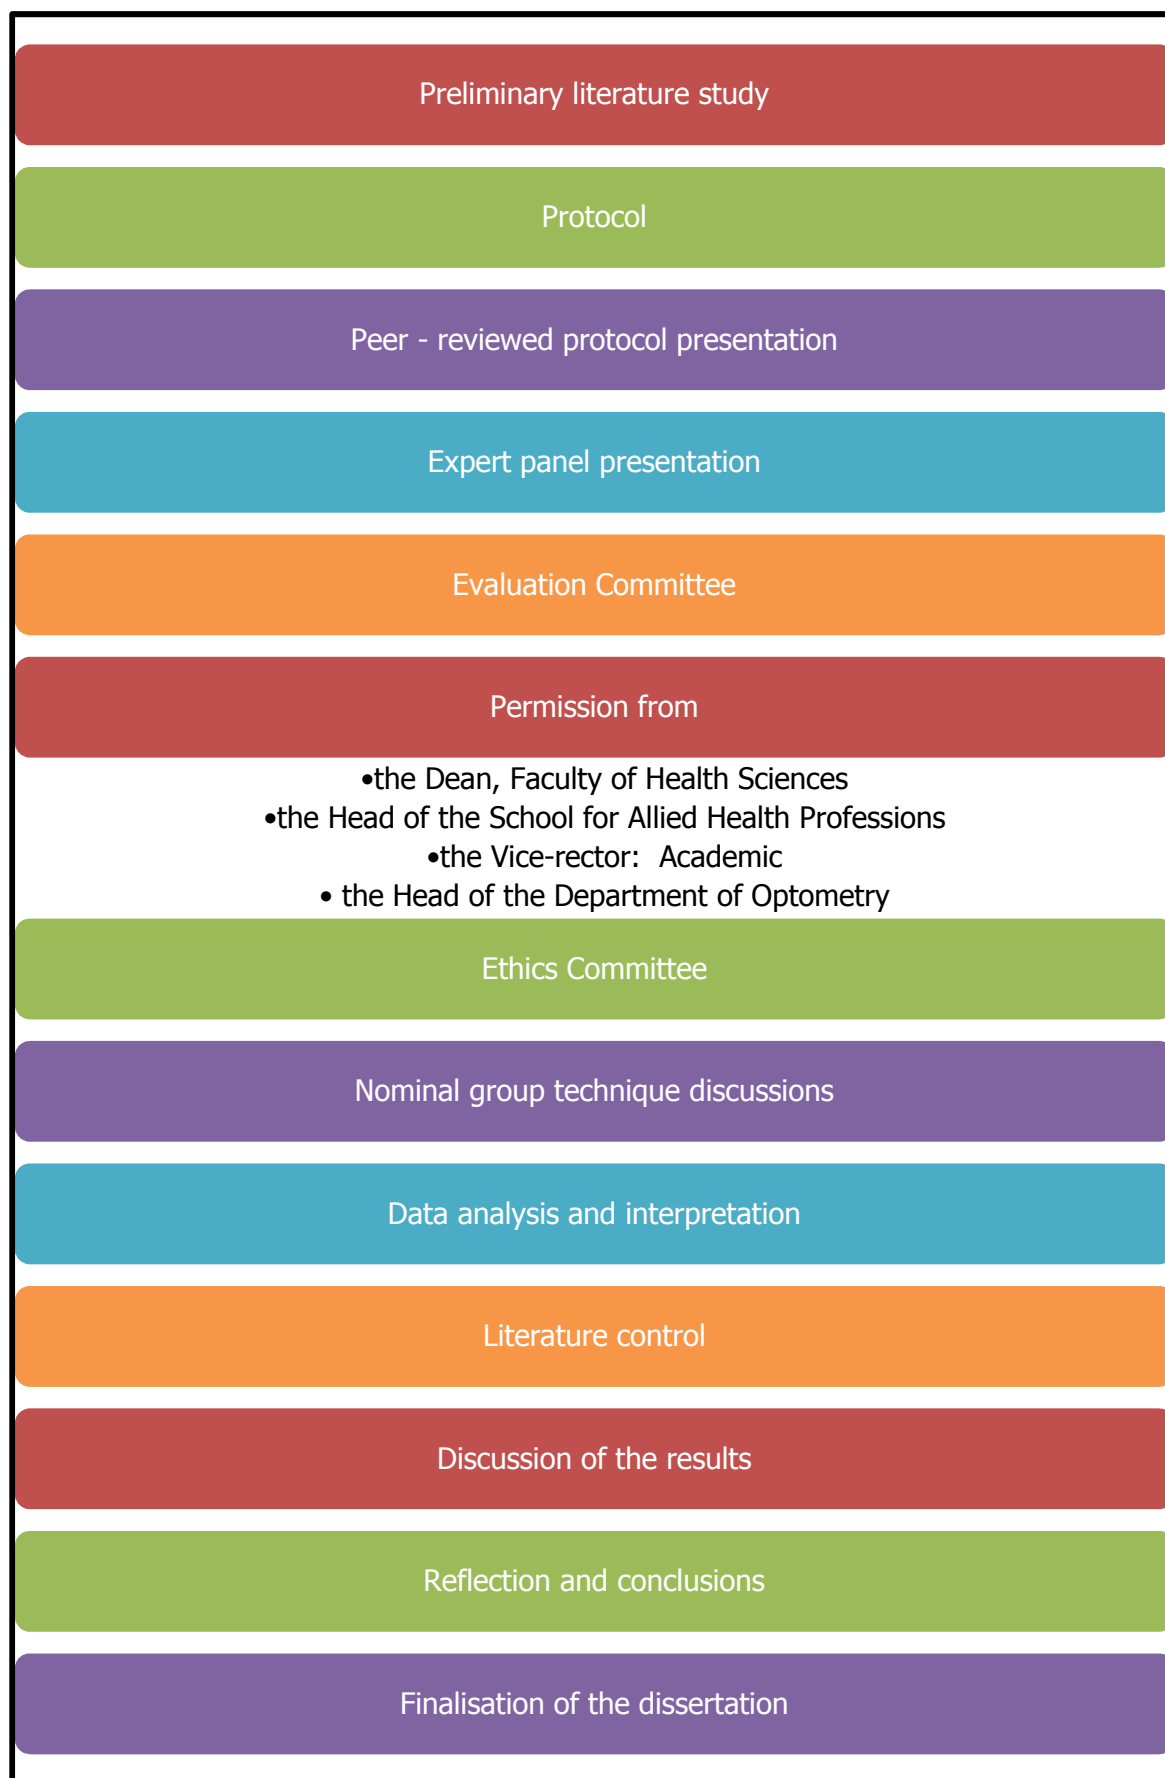 Preliminary literature study
Protocol
Peer - reviewed protocol presentation
Expert panel presentation
Evaluation Committee
Permission from
•the Dean, Faculty of Health Sciences
•the Head of the School for Allied Health Professions
•the Vice-rector:  Academic
• the Head of the Department of Optometry
Ethics Committee
Nominal group technique discussions
Data analysis and interpretation
Literature control
Discussion of the results
Reflection and conclusions
Finalisation of the dissertation